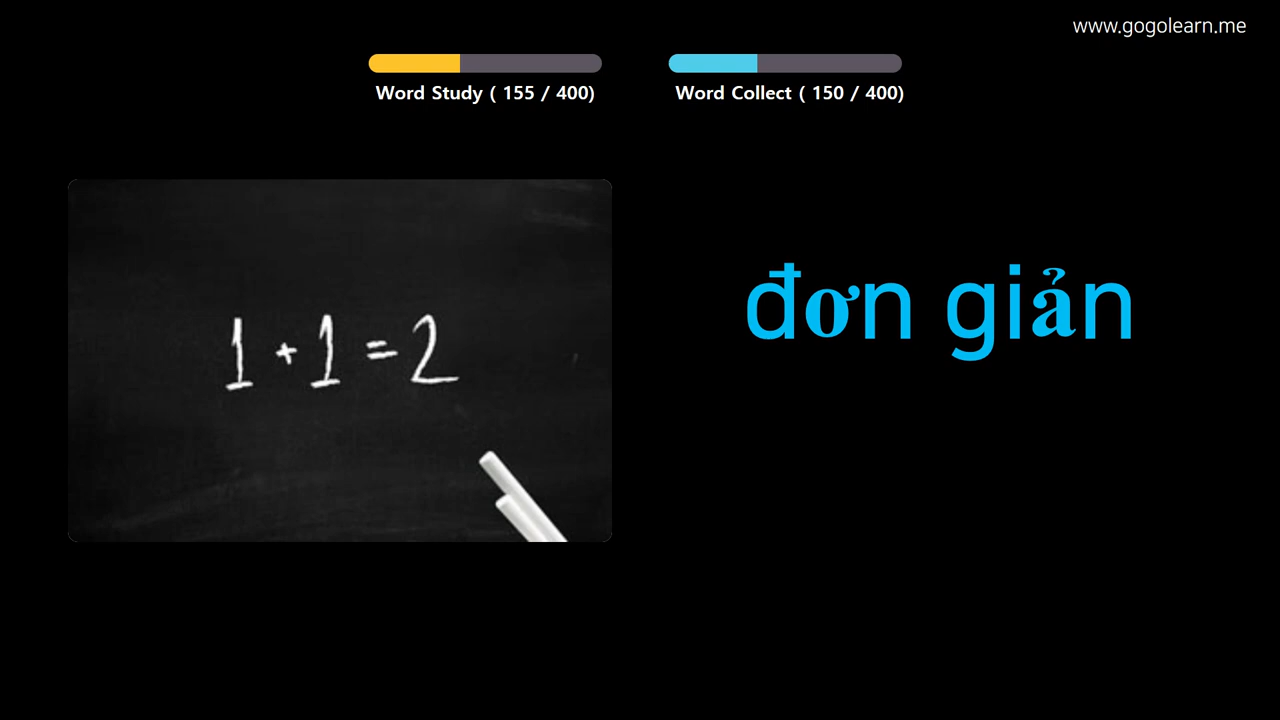 www.gogolearn.me
Word Study ( 155 / 400)
Word Collect ( 150 / 400)
1 + 1 = 2
đơn giản